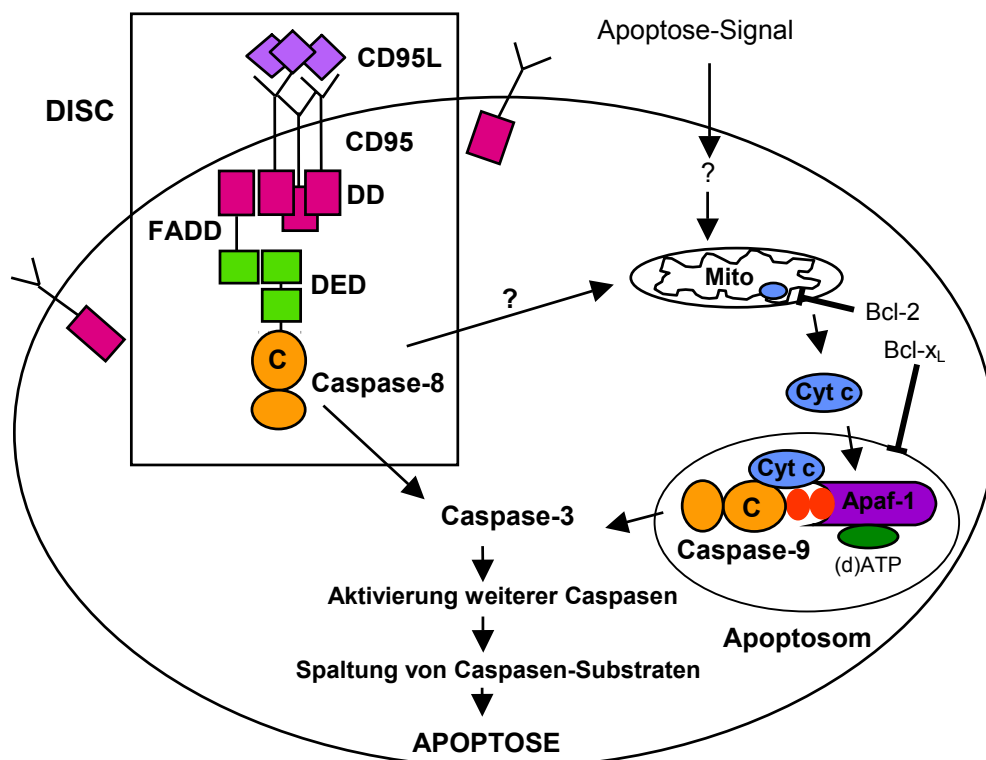 Apoptose-Signal
CD95L
DISC
CD95
?
DD
FADD
DED
Mito
?
Bcl-2
Bcl-xL
C
Caspase-8
Cyt c
Cyt c
C
Apaf-1
Caspase-3
Caspase-9
(d)ATP
Aktivierung weiterer Caspasen
Apoptosom
Spaltung von Caspasen-Substraten
APOPTOSE